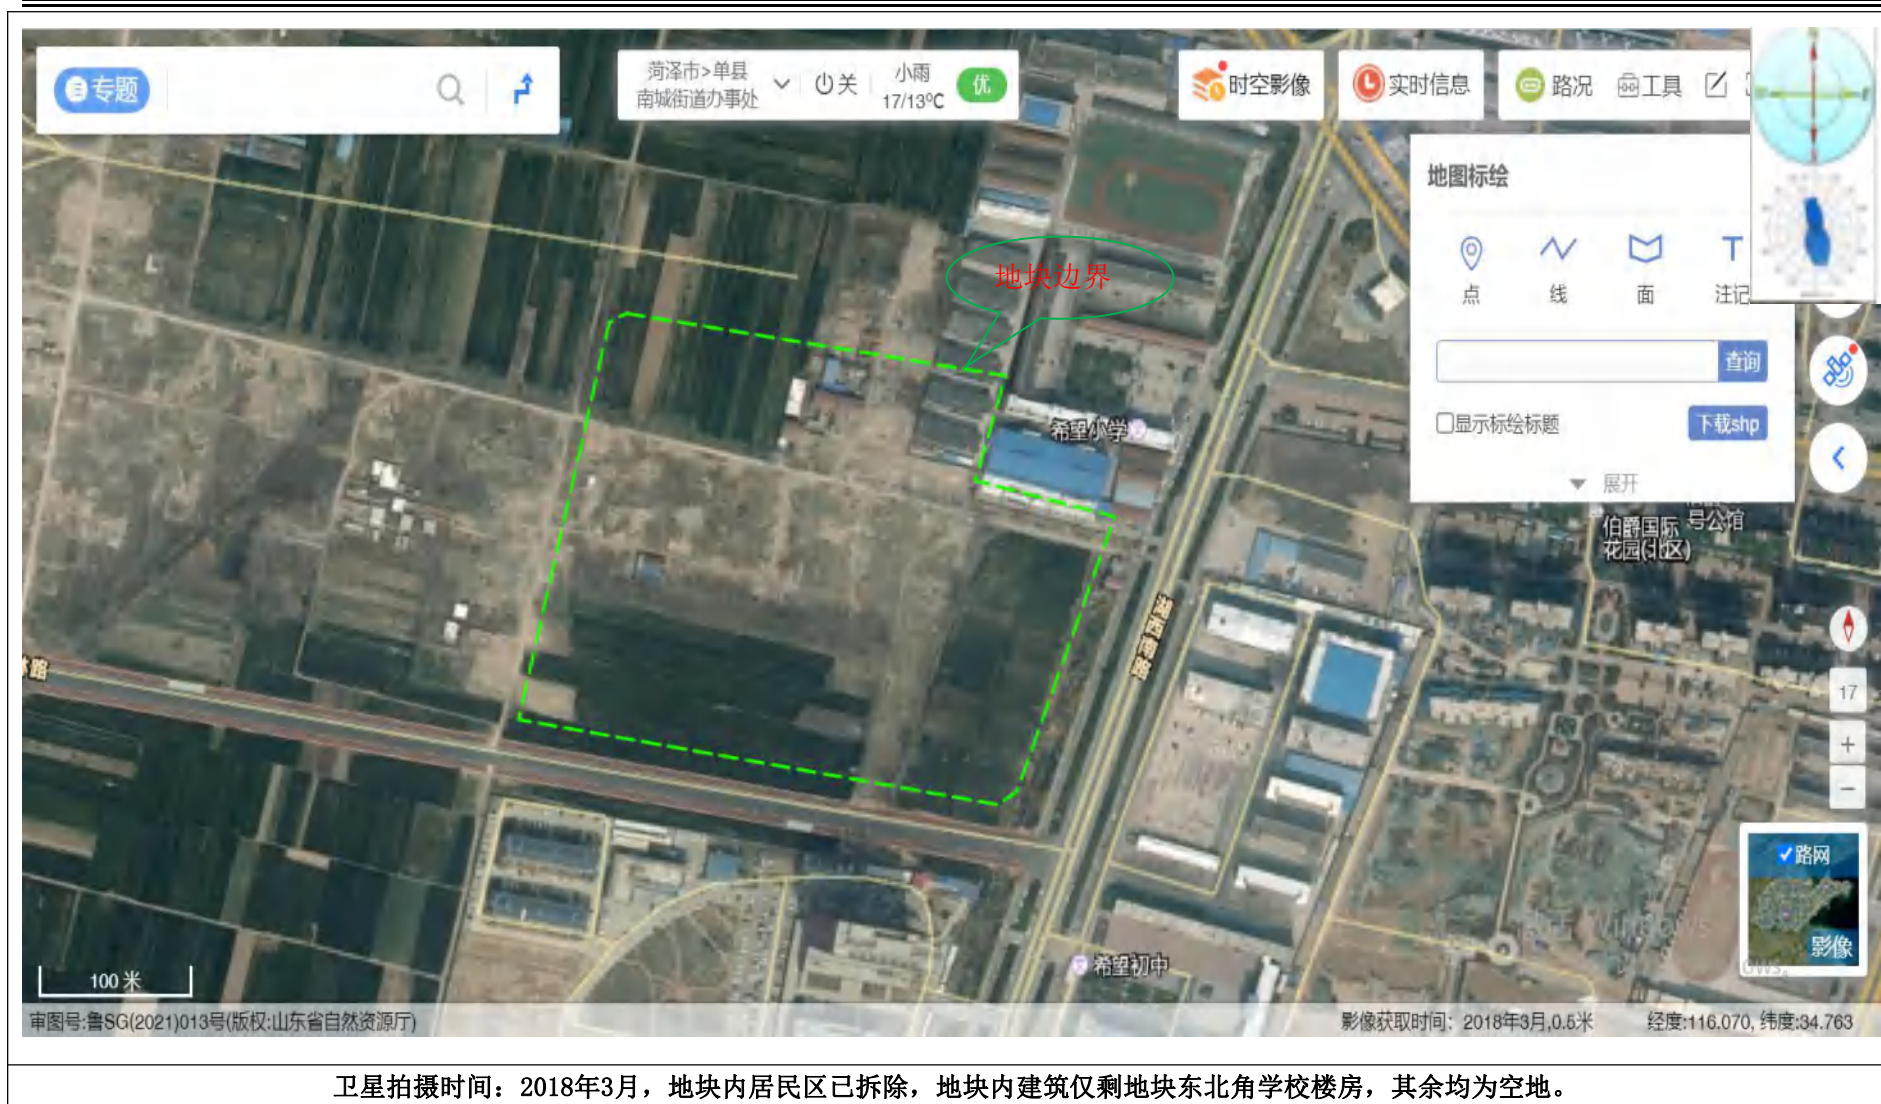 专题
菏泽市>单县
南城街道办事处
关
小雨
17/13℃
优
时空影像
实时信息
路况
工具
地图标绘
点
线
面
注记
查询
显示标绘标题
下载shp
展开
地块边界
希望小学
伯爵国际
花园(北区)
号公馆
湖西南路
林路
希望初中
17
+
−
路网
影像
100 米
审图号:鲁SG(2021)013号(版权:山东省自然资源厅)
影像获取时间：2018年3月,0.5米
经度:116.070, 纬度:34.763
卫星拍摄时间：2018年3月，地块内居民区已拆除，地块内建筑仅剩地块东北角学校楼房，其余均为空地。